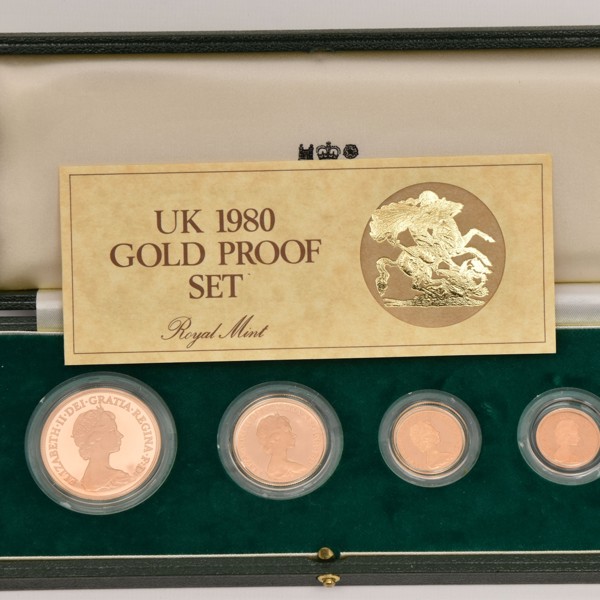 UK 1980
GOLD PROOF
SET
Royal Mint
ELIZABETH·II·DEI·GRATIA·REGINA·F:D